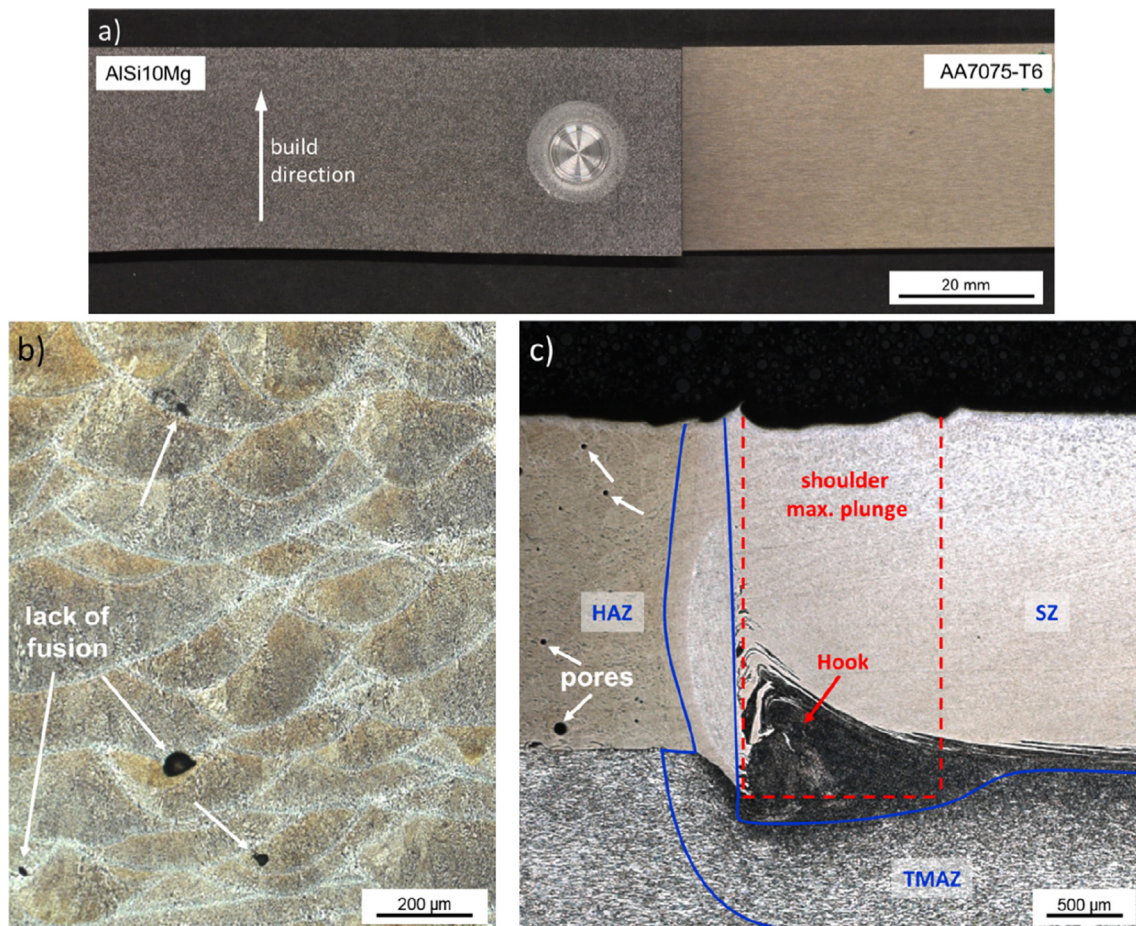 a)
AlSi10Mg
AA7075-T6
build
direction
20 mm
b)
lack of
fusion
200 µm
c)
shoulder
max. plunge
HAZ
SZ
Hook
pores
TMAZ
500 µm